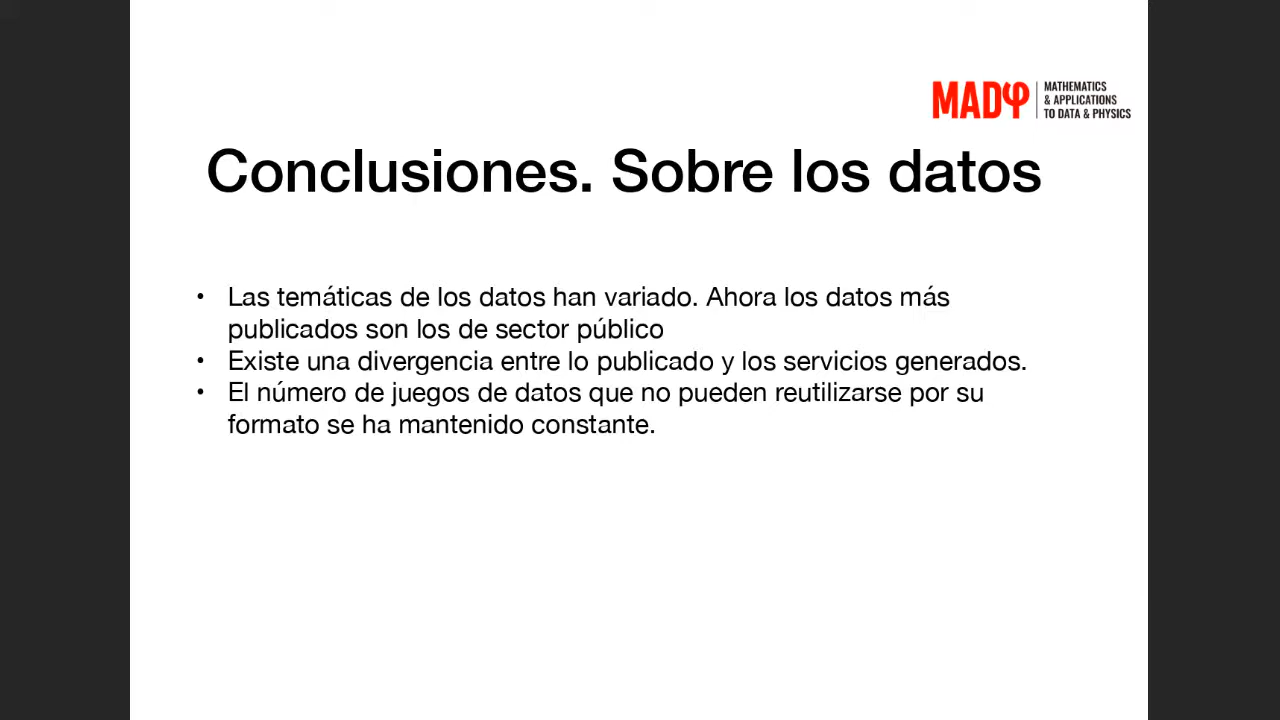 MADφ
MATHEMATICS
& APPLICATIONS
TO DATA & PHYSICS
Conclusiones. Sobre los datos
• Las temáticas de los datos han variado. Ahora los datos más
publicados son los de sector público
• Existe una divergencia entre lo publicado y los servicios generados.
• El número de juegos de datos que no pueden reutilizarse por su
formato se ha mantenido constante.